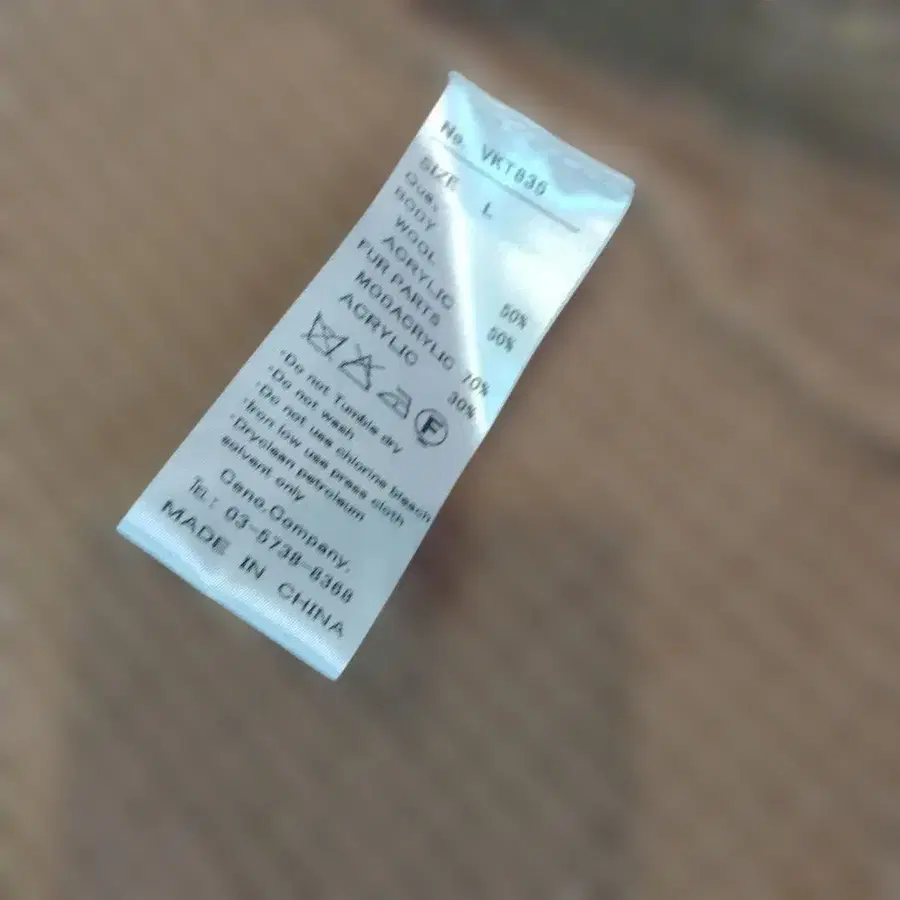 No. VKT835
SIZE L
Qual
BODY
WOOL 50%
ACRYLIC 50%
FUR PARTS
MODACRYLIC 70%
ACRYLIC 30%
F
·Do not Tumble dry
·Do not wash
·Do not use chlorine bleach
·Iron low use press cloth
·Dryclean petroleum
solvent only
Geno.Company.
TEL: 03-5738-8368
MADE IN CHINA